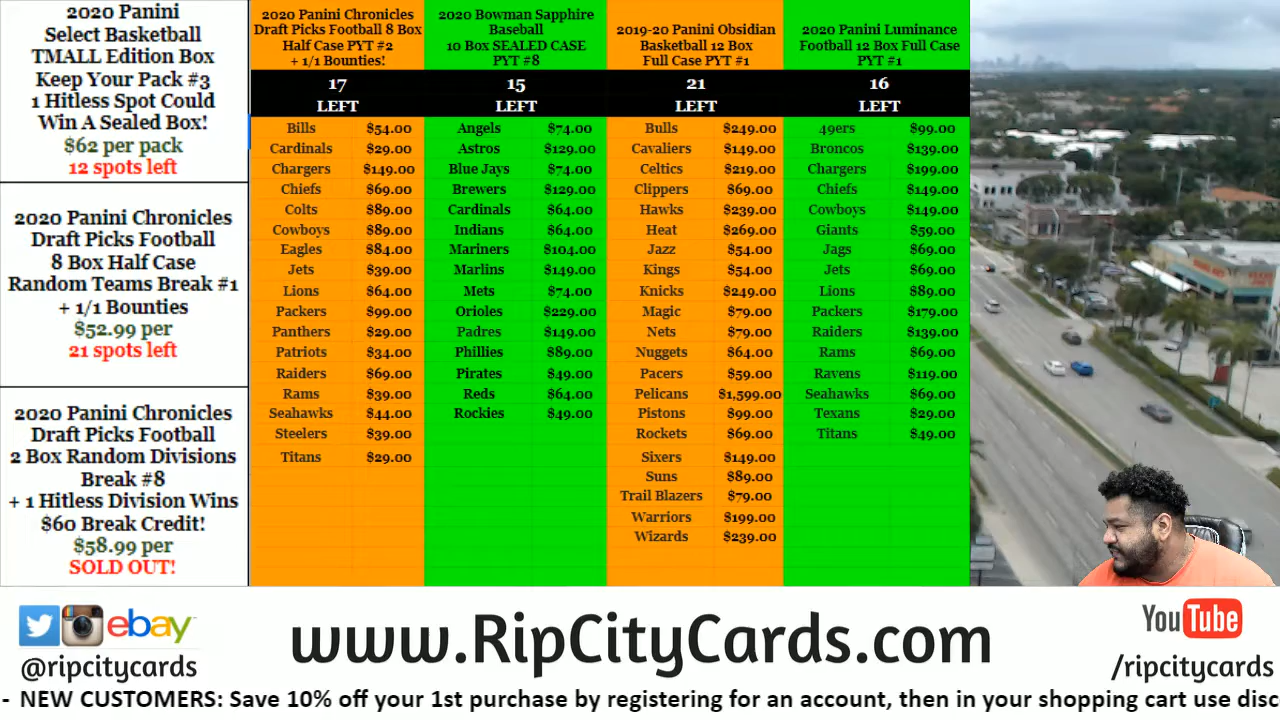 2020 Panini
Select Basketball
TMALL Edition Box
Keep Your Pack #3
1 Hitless Spot Could
Win A Sealed Box!
$62 per pack
12 spots left
2020 Panini Chronicles
Draft Picks Football
8 Box Half Case
Random Teams Break #1
+ 1/1 Bounties
$52.99 per
21 spots left
2020 Panini Chronicles
Draft Picks Football
2 Box Random Divisions
Break #8
+ 1 Hitless Division Wins
$60 Break Credit!
$58.99 per
SOLD OUT!
2020 Panini Chronicles
Draft Picks Football 8 Box
Half Case PYT #2
+ 1/1 Bounties!
17
LEFT
Bills $54.00
Cardinals $29.00
Chargers $149.00
Chiefs $69.00
Colts $89.00
Cowboys $89.00
Eagles $84.00
Jets $39.00
Lions $64.00
Packers $99.00
Panthers $29.00
Patriots $34.00
Raiders $69.00
Rams $39.00
Seahawks $44.00
Steelers $39.00
Titans $29.00
2020 Bowman Sapphire
Baseball
10 Box SEALED CASE
PYT #8
15
LEFT
Angels $74.00
Astros $129.00
Blue Jays $74.00
Brewers $129.00
Cardinals $64.00
Indians $64.00
Mariners $104.00
Marlins $149.00
Mets $74.00
Orioles $229.00
Padres $149.00
Phillies $89.00
Pirates $49.00
Reds $64.00
Rockies $49.00
2019-20 Panini Obsidian
Basketball 12 Box
Full Case PYT #1
21
LEFT
Bulls $249.00
Cavaliers $149.00
Celtics $219.00
Clippers $69.00
Hawks $239.00
Heat $269.00
Jazz $54.00
Kings $54.00
Knicks $249.00
Magic $79.00
Nets $79.00
Nuggets $64.00
Pacers $59.00
Pelicans $1,599.00
Pistons $99.00
Rockets $69.00
Sixers $149.00
Suns $89.00
Trail Blazers $79.00
Warriors $199.00
Wizards $239.00
2020 Panini Luminance
Football 12 Box Full Case
PYT #1
16
LEFT
49ers $99.00
Broncos $139.00
Chargers $199.00
Chiefs $149.00
Cowboys $149.00
Giants $59.00
Jags $69.00
Jets $69.00
Lions $89.00
Packers $179.00
Raiders $139.00
Rams $69.00
Ravens $119.00
Seahawks $69.00
Texans $29.00
Titans $49.00
ebay
@ripcitycards
www.RipCityCards.com
YouTube
/ripcitycards
- NEW CUSTOMERS: Save 10% off your 1st purchase by registering for an account, then in your shopping cart use disc